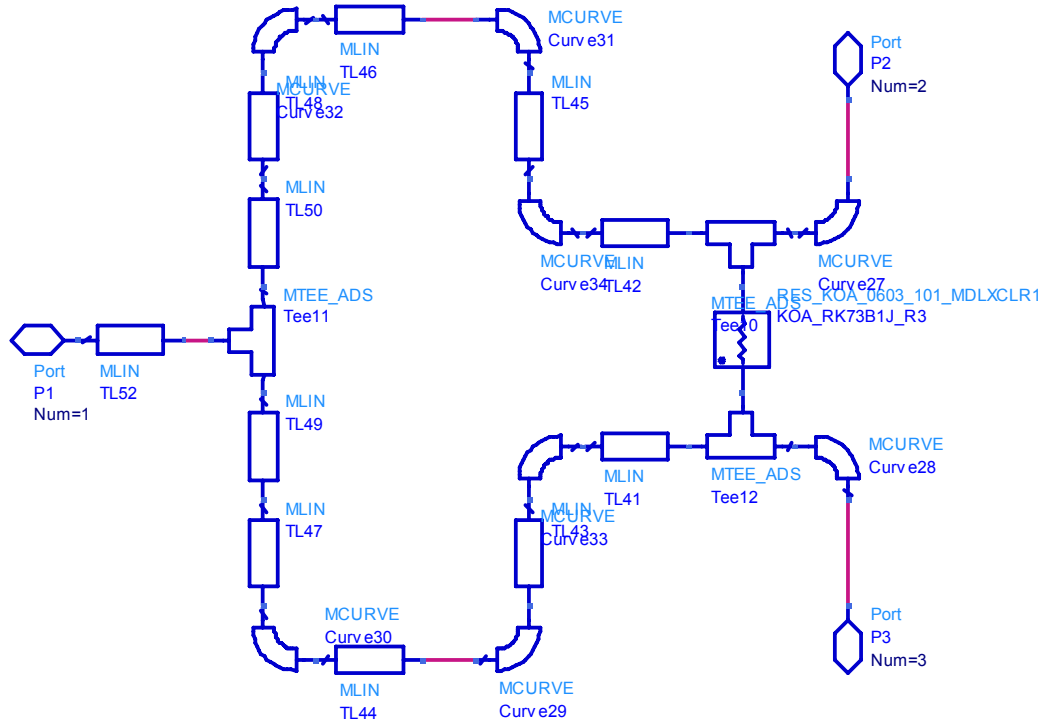 MCURVE
Curve31
MLIN
TL46
Port
P2
Num=2
MLIN
TL48
MCURVE
Curve32
MLIN
TL45
MLIN
TL50
MCURVE
Curve34
MLIN
TL42
MCURVE
Curve27
MTEE_ADS
Tee11
MTEE_ADS
Tee10
RES_KOA_0603_101_MDLXCLR1
KOA_RK73B1J_R3
Port
P1
Num=1
MLIN
TL52
MLIN
TL49
MCURVE
Curve28
MLIN
TL41
MTEE_ADS
Tee12
MLIN
TL47
MLIN
TL43
MCURVE
Curve33
MCURVE
Curve30
Port
P3
Num=3
MLIN
TL44
MCURVE
Curve29